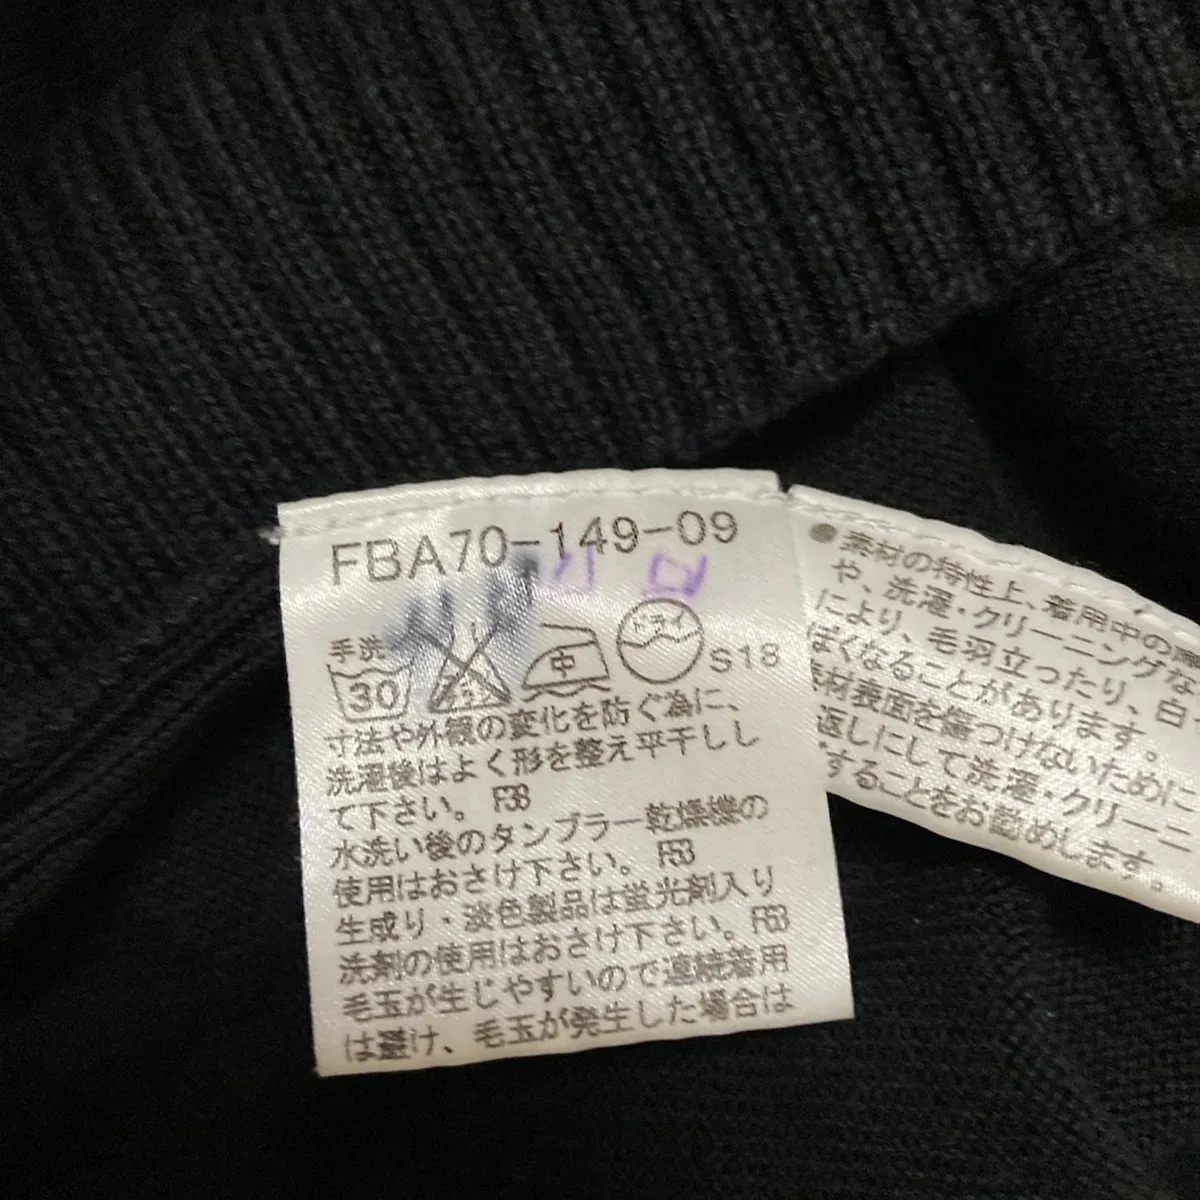 FBA70-149-09
手洗
30
エンソ
サラシ
中
ドライ
S18
寸法や外観の変化を防ぐ為に、
洗濯後はよく形を整え平干しし
て下さい。 F38
水洗い後のタンブラー乾燥機の
使用はおさけ下さい。 F53
生成り・淡色製品は蛍光剤入り
洗剤の使用はおさけ下さい。F63
毛玉が生じやすいので連続着用
は避け、毛玉が発生した場合は
●素材の特性上、着用中の
や、洗濯・クリーニングな
により、毛羽立ったり、白
ぽくなることがあります。
素材表面を傷つけないために
返しにして洗濯・クリーニ
することをお勧めします。